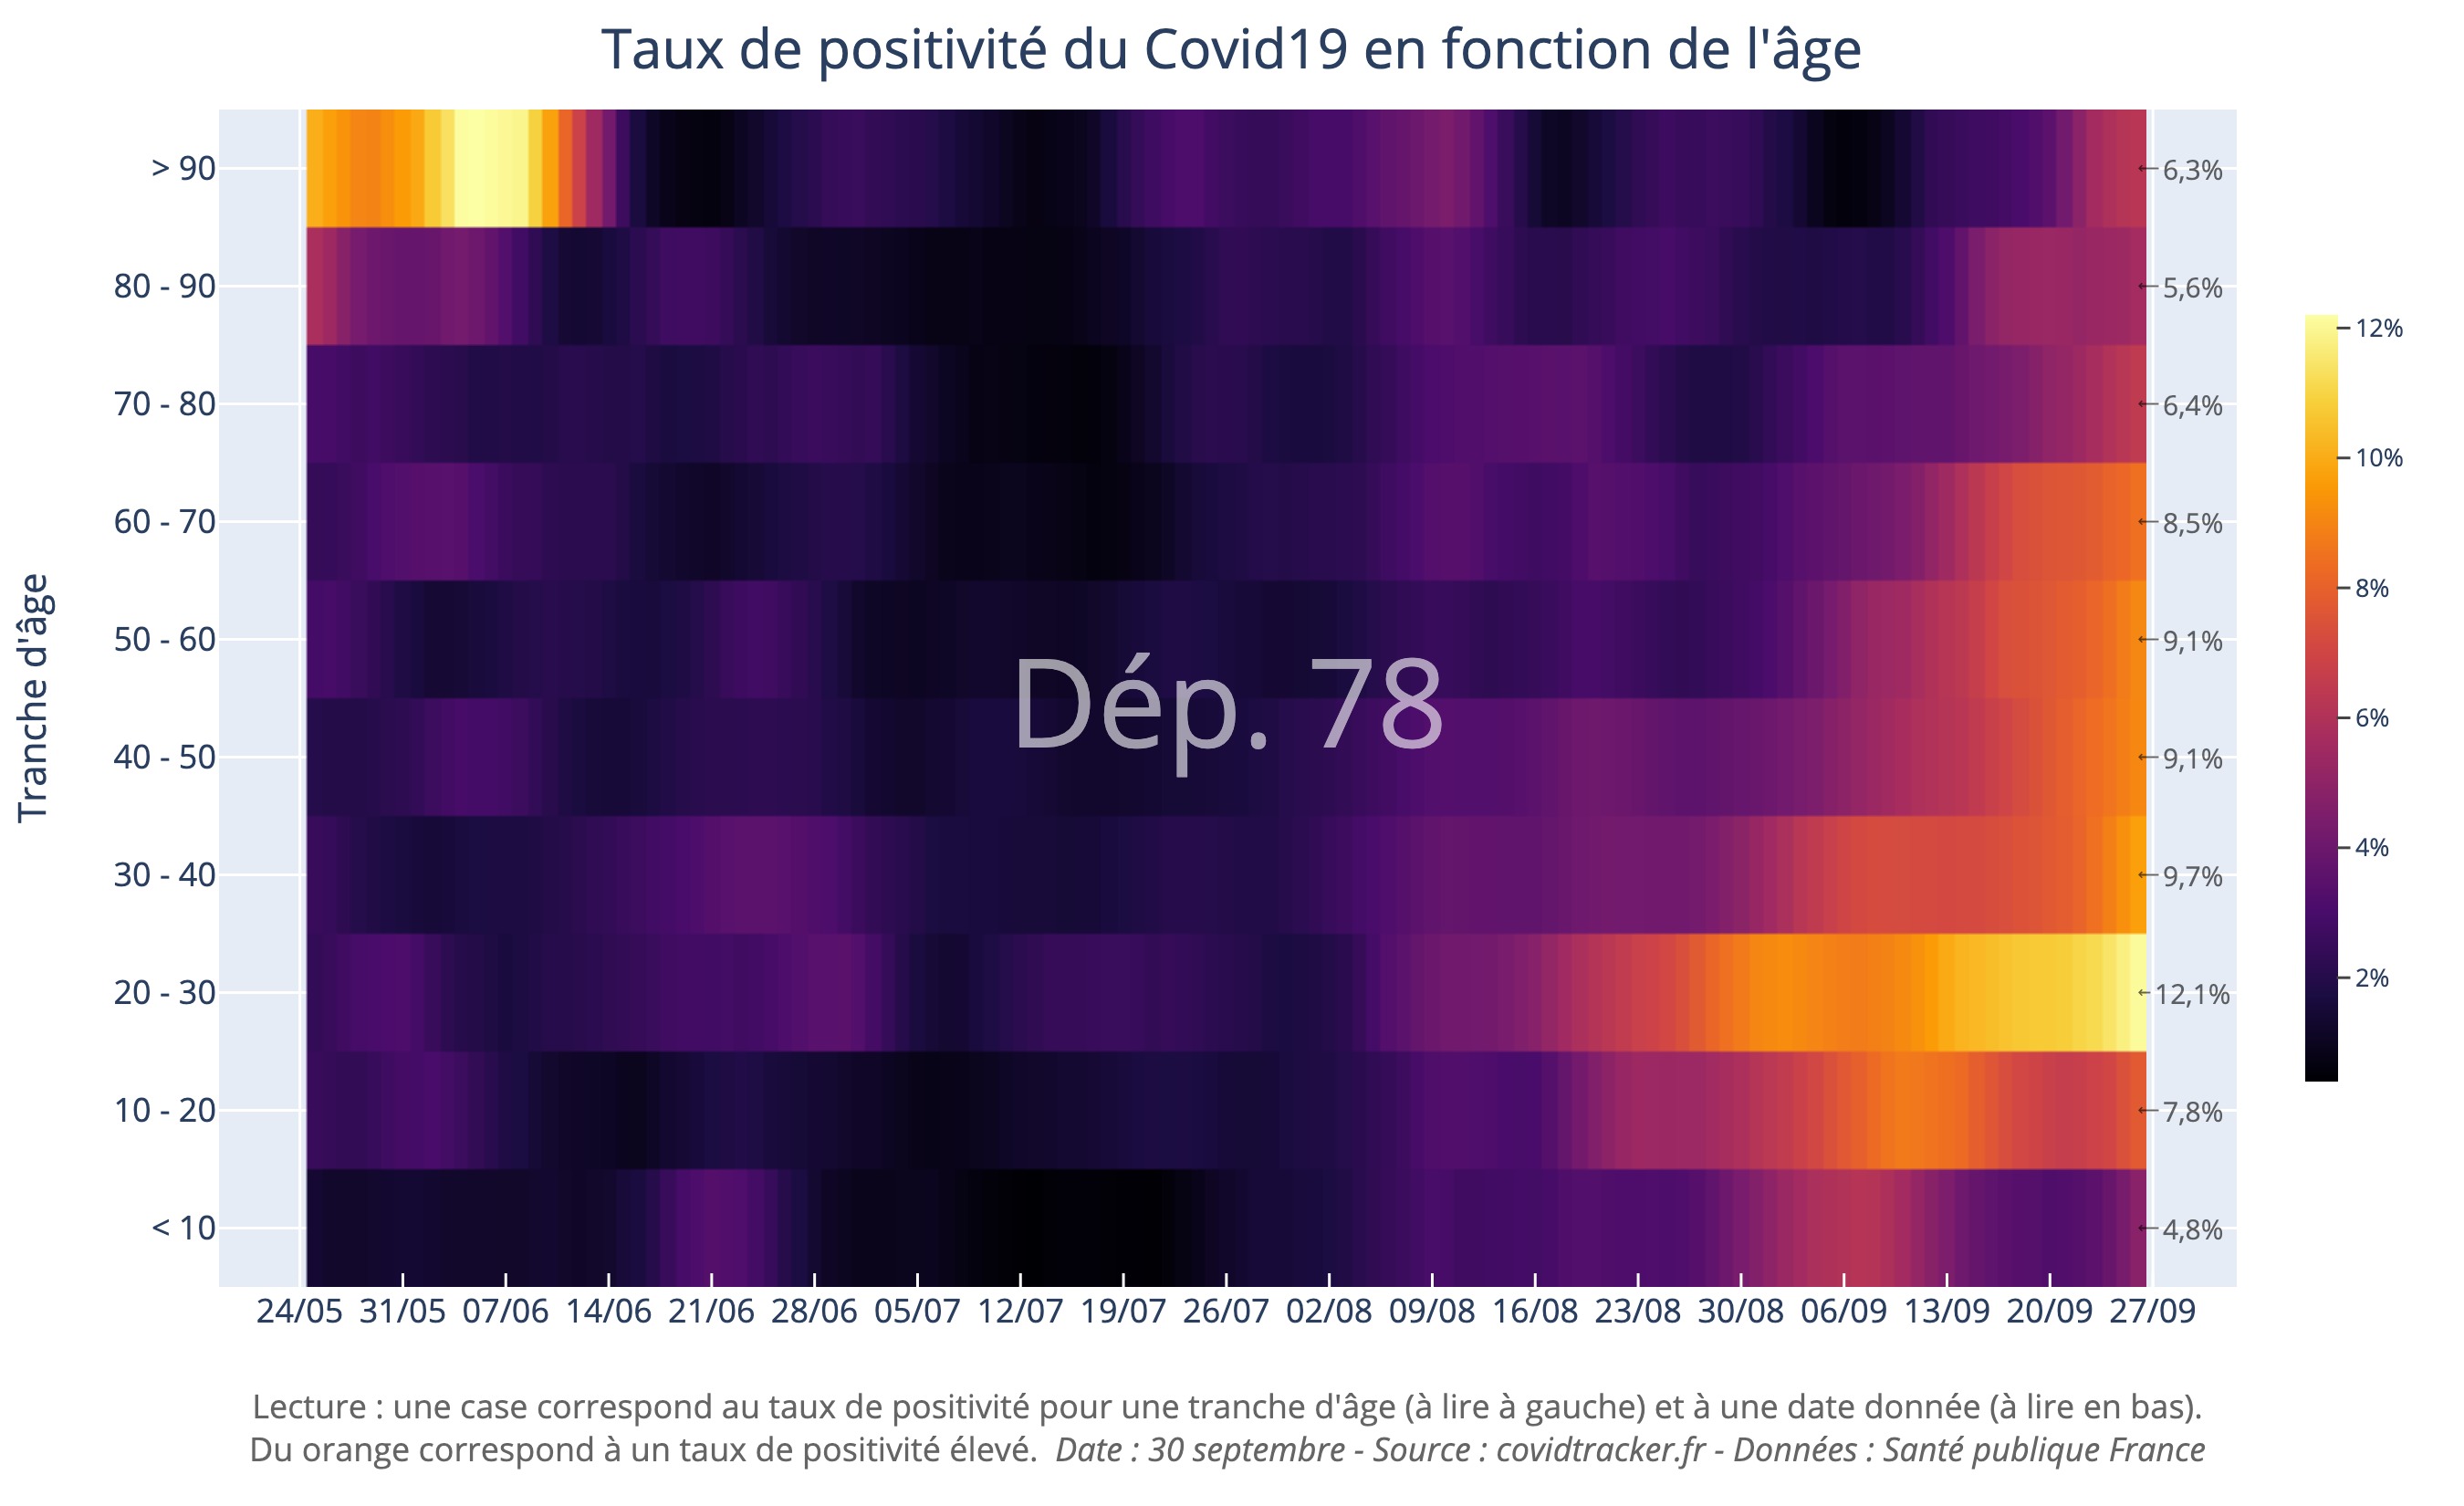 Taux de positivité du Covid19 en fonction de l'âge
Tranche d'âge
> 90
80 - 90
70 - 80
60 - 70
50 - 60
40 - 50
30 - 40
20 - 30
10 - 20
< 10
Dép. 78
6,3%
5,6%
6,4%
8,5%
9,1%
9,1%
9,7%
12,1%
7,8%
4,8%
12%
10%
8%
6%
4%
2%
24/05 31/05 07/06 14/06 21/06 28/06 05/07 12/07 19/07 26/07 02/08 09/08 16/08 23/08 30/08 06/09 13/09 20/09 27/09
Lecture : une case correspond au taux de positivité pour une tranche d'âge (à lire à gauche) et à une date donnée (à lire en bas).
Du orange correspond à un taux de positivité élevé. Date : 30 septembre - Source : covidtracker.fr - Données : Santé publique France